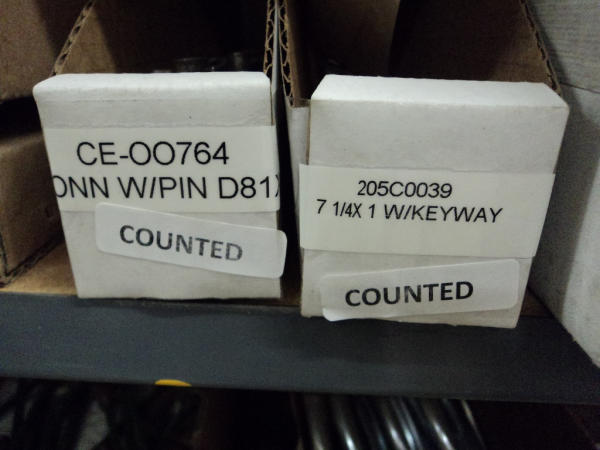 CE-OO764
ONN W/PIN D81
COUNTED
205C0039
7 1/4X 1 W/KEYWAY
COUNTED